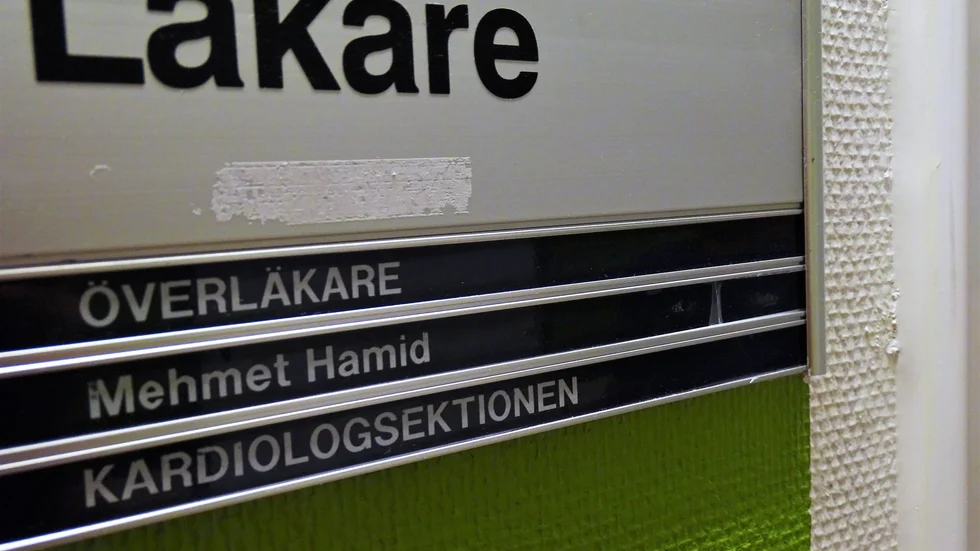 Läkare
ÖVERLÄKARE
Mehmet Hamid
KARDIOLOGSEKTIONEN